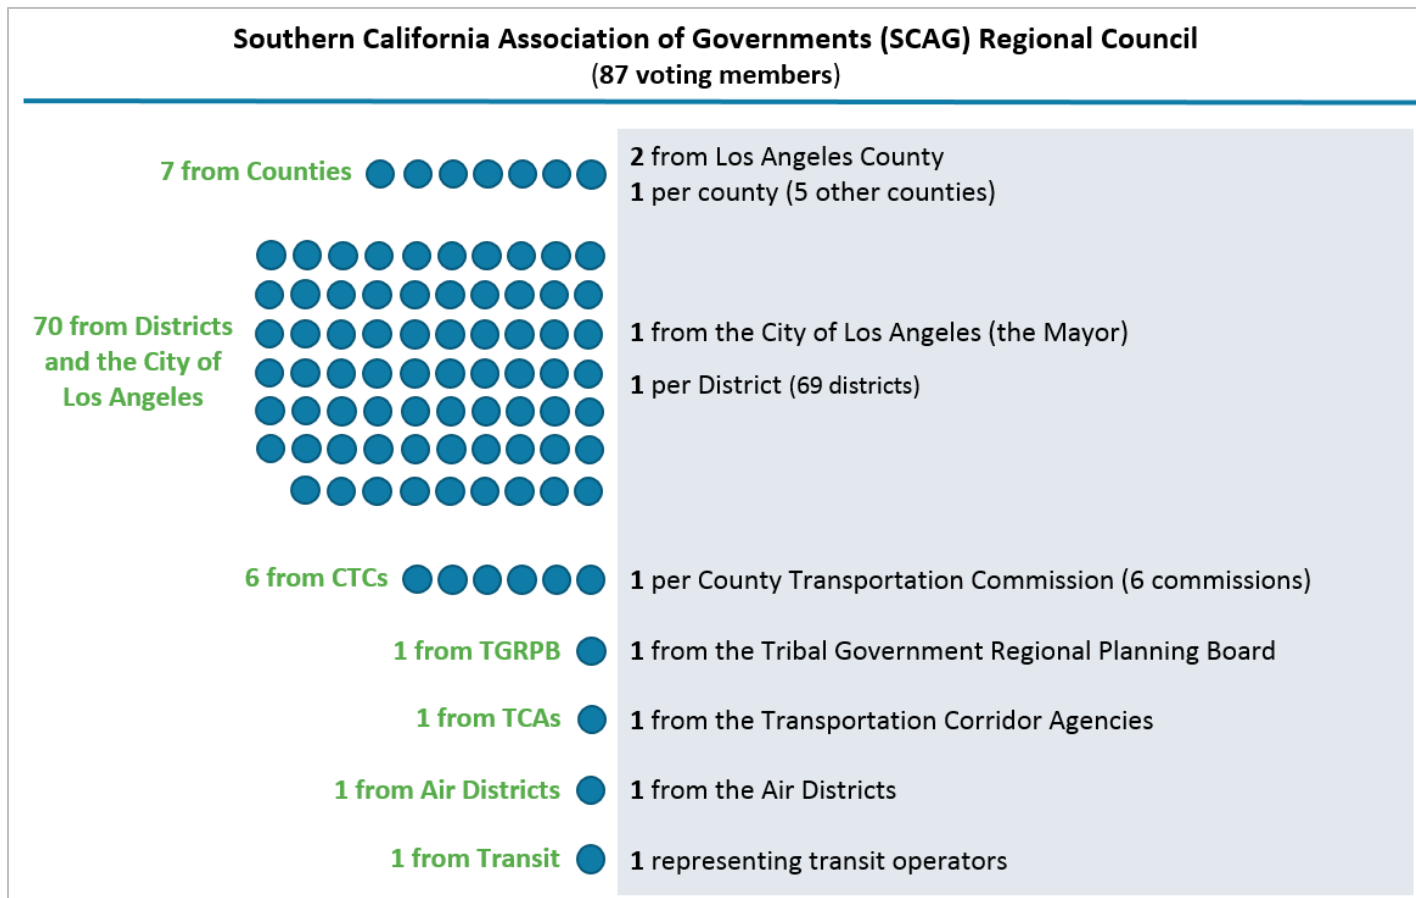 Southern California Association of Governments (SCAG) Regional Council
(87 voting members)
7 from Counties
2 from Los Angeles County
1 per county (5 other counties)
70 from Districts
and the City of
Los Angeles
1 from the City of Los Angeles (the Mayor)
1 per District (69 districts)
6 from CTCs
1 per County Transportation Commission (6 commissions)
1 from TGRPB
1 from the Tribal Government Regional Planning Board
1 from TCAs
1 from the Transportation Corridor Agencies
1 from Air Districts
1 from the Air Districts
1 from Transit
1 representing transit operators